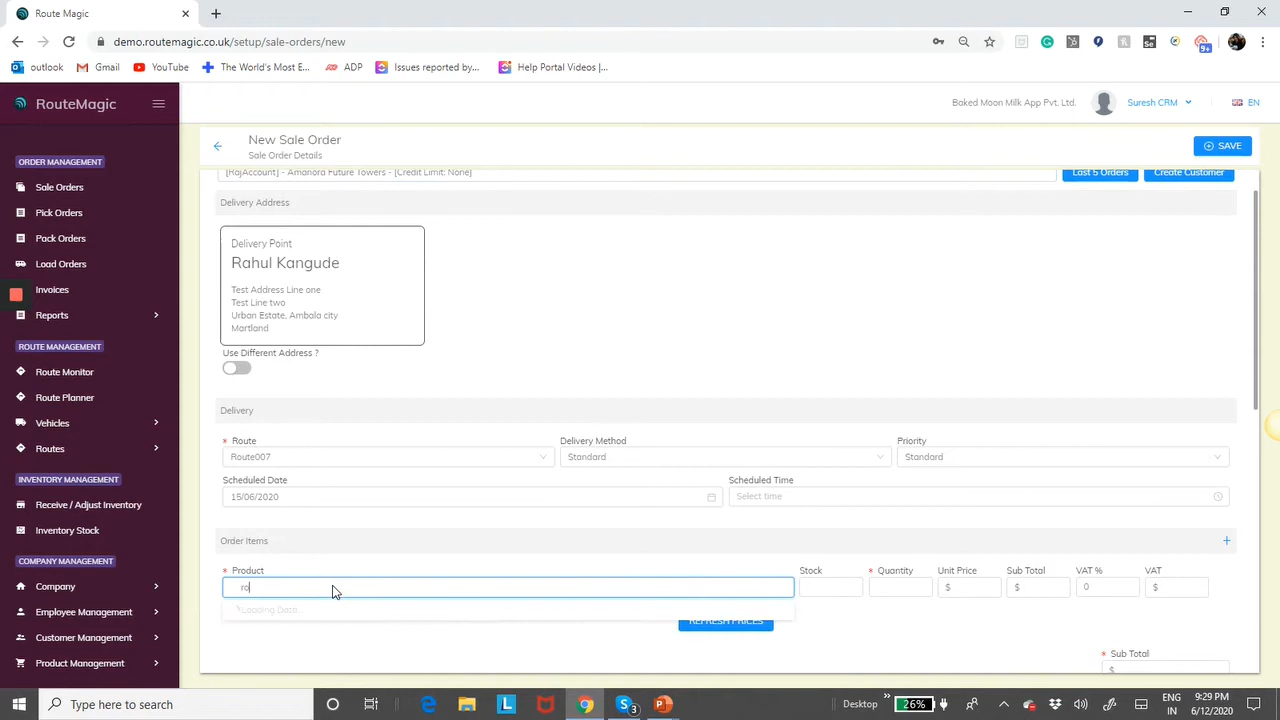 Route Magic
demo.routemagic.co.uk/setup/sale-orders/new
9+
outlook
Gmail
YouTube
The World's Most E...
ADP
Issues reported by...
Help Portal Videos |...
RouteMagic
Baked Moon Milk App Pvt. Ltd.
Suresh CRM
EN
New Sale Order
Sale Order Details
SAVE
[RajAccount] - Amanora Future Towers - [Credit Limit: None]
Last 5 Orders
Create Customer
ORDER MANAGEMENT
Sale Orders
Pick Orders
Pack Orders
Load Orders
Invoices
Reports
ROUTE MANAGEMENT
Route Monitor
Route Planner
Vehicles
Routes
INVENTORY MANAGEMENT
Receive / Adjust Inventory
Inventory Stock
COMPANY MANAGEMENT
Company
Employee Management
Customer Management
Product Management
Delivery Address
Delivery Point
Rahul Kangude
Test Address Line one
Test Line two
Urban Estate, Ambala city
Martland
Use Different Address ?
Delivery
* Route
Delivery Method
Priority
Route007
Standard
Standard
Scheduled Date
Scheduled Time
15/06/2020
Select time
Order Items
+
* Product
Stock
* Quantity
Unit Price
Sub Total
VAT %
VAT
ro
$
$
0
$
Loading Data..
REFRESH PRICES
* Sub Total
$
Type here to search
L
3
Desktop
26%
ENG
IG
9:29 PM
6/12/2020